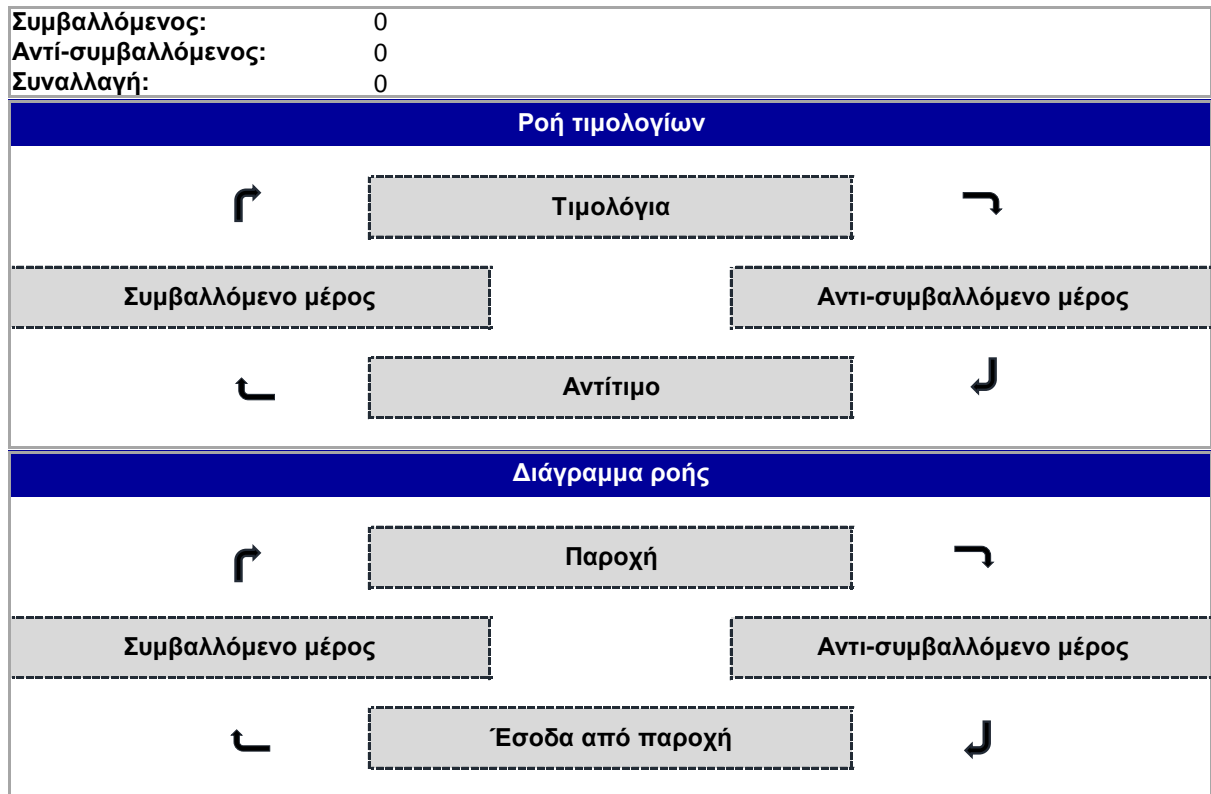 Συμβαλλόμενος: 0
Αντί-συμβαλλόμενος: 0
Συναλλαγή: 0
Ροή τιμολογίων
Τιμολόγια
Συμβαλλόμενο μέρος Αντι-συμβαλλόμενο μέρος
Αντίτιμο
Διάγραμμα ροής
Παροχή
Συμβαλλόμενο μέρος Αντι-συμβαλλόμενο μέρος
Έσοδα από παροχή